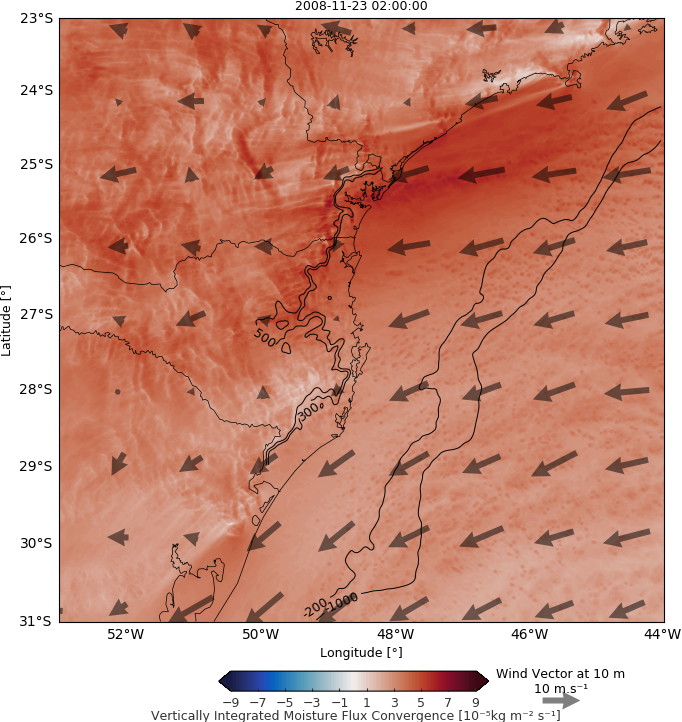 2008-11-23 02:00:00
23°S
24°S
25°S
26°S
27°S
28°S
29°S
30°S
31°S
Latitude [°]
500
300
-200
-1000
52°W 50°W 48°W 46°W 44°W
Longitude [°]
Wind Vector at 10 m
10 m.s⁻¹
−9 −7 −5 −3 −1 1 3 5 7 9
Vertically Integrated Moisture Flux Convergence [10⁻⁵kg m⁻² s⁻¹]